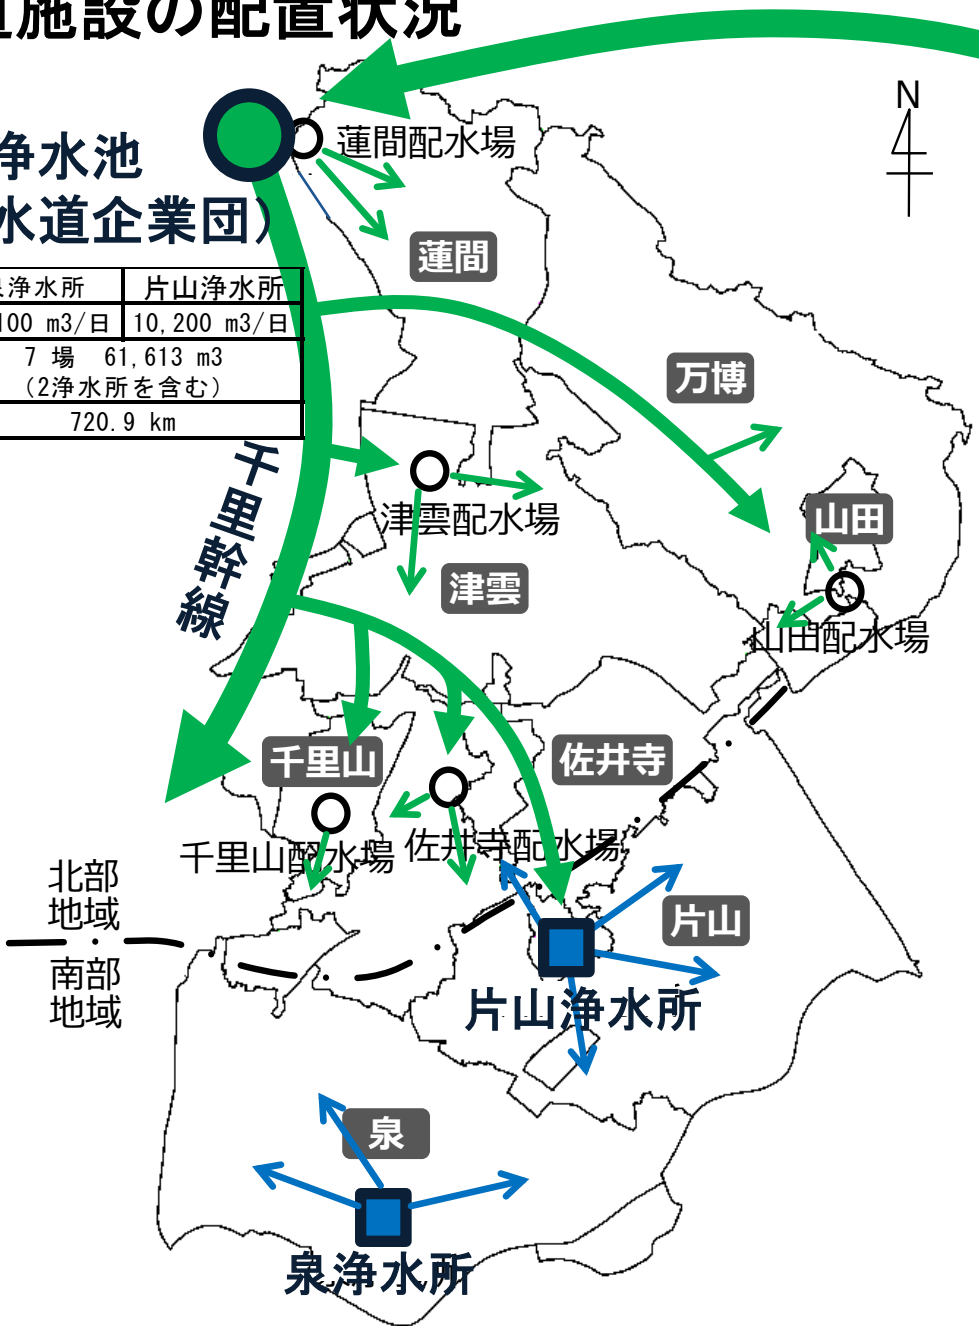 道施設の配置状況
N
蓮間配水場
浄水池
水道企業団）
蓮間
浄水所 片山浄水所
100 m3/日 10,200 m3/日
7 場 61,613 m3
（2浄水所を含む）
720.9 km
万博
千里幹線
津雲配水場
山田
津雲
山田配水場
千里山
佐井寺
千里山配水場
佐井寺配水場
北部
地域
片山
南部
地域
片山浄水所
泉
泉浄水所